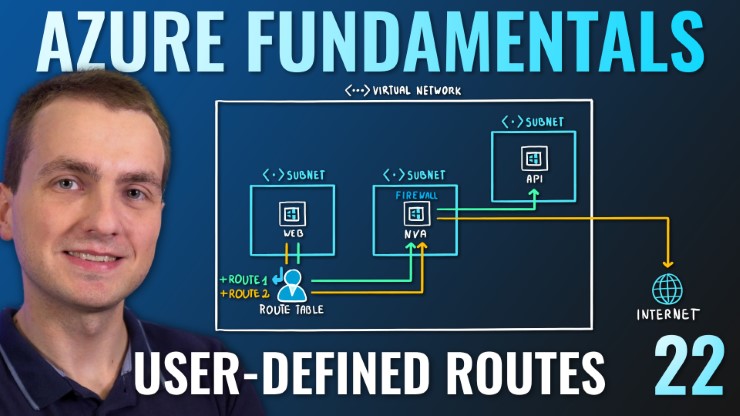 AZURE FUNDAMENTALS
<···> VIRTUAL NETWORK
<·> SUBNET
API
<·> SUBNET
<·> SUBNET
FIREWALL
WEB
NVA
+ROUTE 1
+ROUTE 2
ROUTE TABLE
INTERNET
USER-DEFINED ROUTES
22